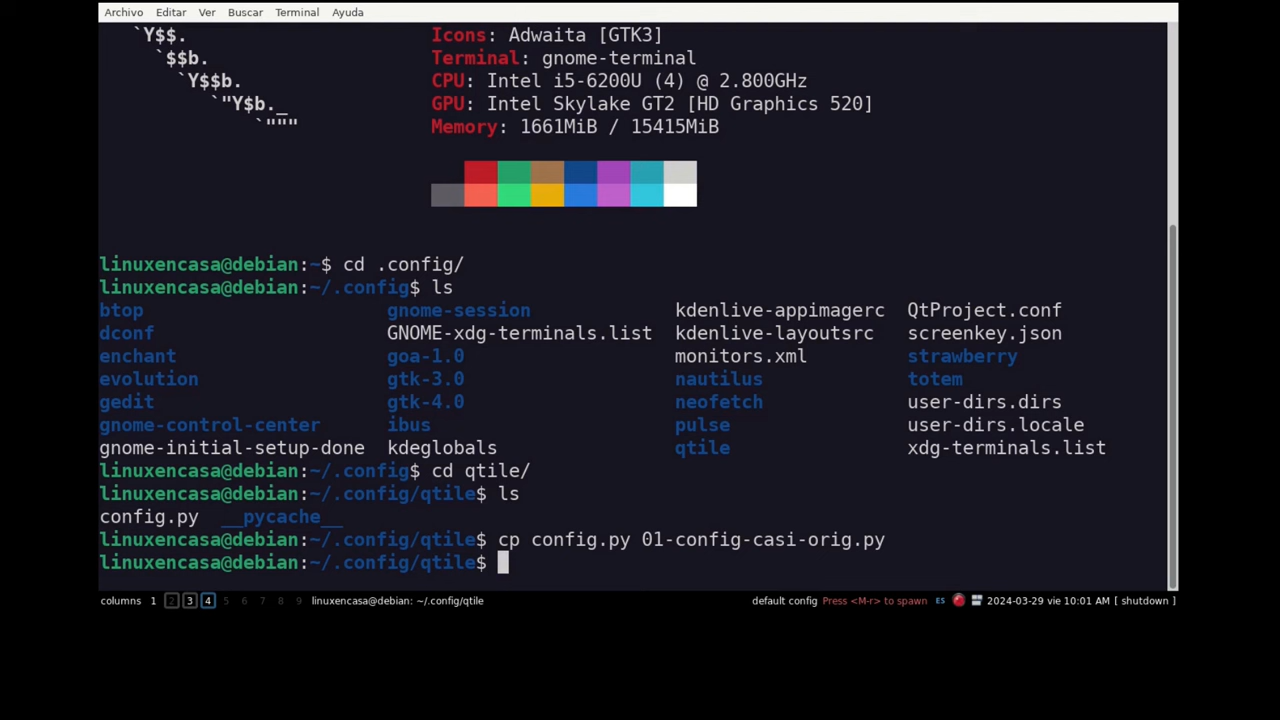 Archivo Editar Ver Buscar Terminal Ayuda
`Y$$. Icons: Adwaita [GTK3]
`$$b. Terminal: gnome-terminal
`Y$$b. CPU: Intel i5-6200U (4) @ 2.800GHz
`"Y$b._ GPU: Intel Skylake GT2 [HD Graphics 520]
`""" Memory: 1661MiB / 15415MiB
linuxencasa@debian:~$ cd .config/
linuxencasa@debian:~/.config$ ls
btop gnome-session kdenlive-appimagerc QtProject.conf
dconf GNOME-xdg-terminals.list kdenlive-layoutsrc screenkey.json
enchant goa-1.0 monitors.xml strawberry
evolution gtk-3.0 nautilus totem
gedit gtk-4.0 neofetch user-dirs.dirs
gnome-control-center ibus pulse user-dirs.locale
gnome-initial-setup-done kdeglobals qtile xdg-terminals.list
linuxencasa@debian:~/.config$ cd qtile/
linuxencasa@debian:~/.config/qtile$ ls
config.py __pycache__
linuxencasa@debian:~/.config/qtile$ cp config.py 01-config-casi-orig.py
linuxencasa@debian:~/.config/qtile$
columns 1 2 3 4 5 6 7 8 9 linuxencasa@debian: ~/.config/qtile default config Press <M-r> to spawn ES 2024-03-29 vie 10:01 AM [ shutdown ]